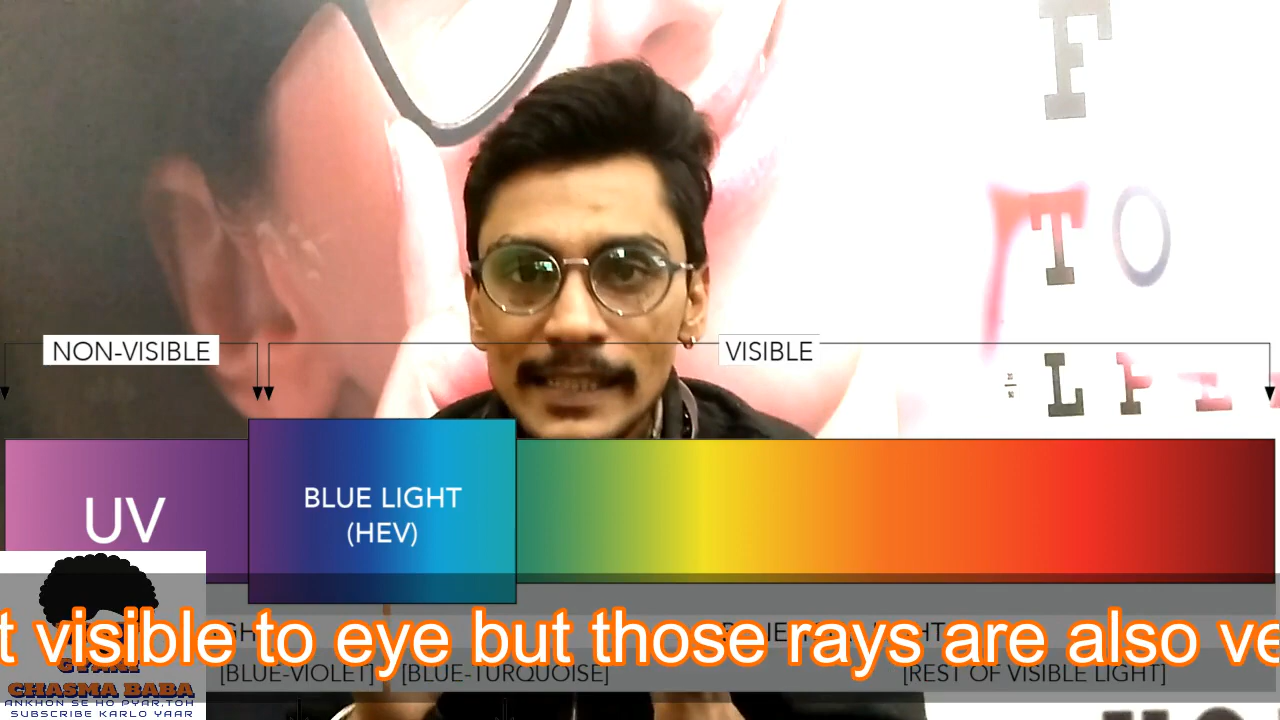 F
T O
L P E
NON-VISIBLE
VISIBLE
UV
BLUE LIGHT
(HEV)
t visible to eye but those rays are also ve
[BLUE-VIOLET] [BLUE-TURQUOISE] [REST OF VISIBLE LIGHT]
GYANI
CHASMA BABA
ANKHON SE HO PYAR,TOH
SUBSCRIBE KARLO YAAR